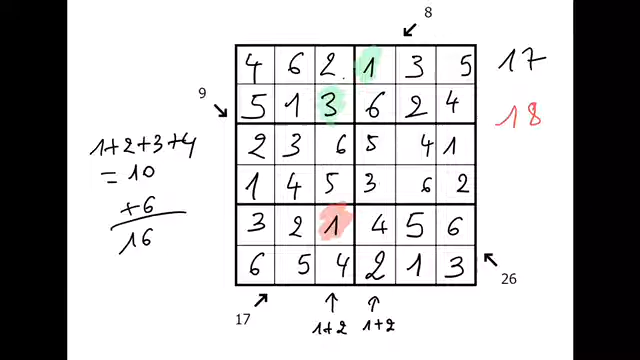 8
4 6 2 1 3 5
17
9
5 1 3 6 2 4
18
1+2+3+4
2 3 6 5 4 1
= 10
1 4 5 3 6 2
+6
3 2 1 4 5 6
16
6 5 4 2 1 3
26
17
1+2
1+2